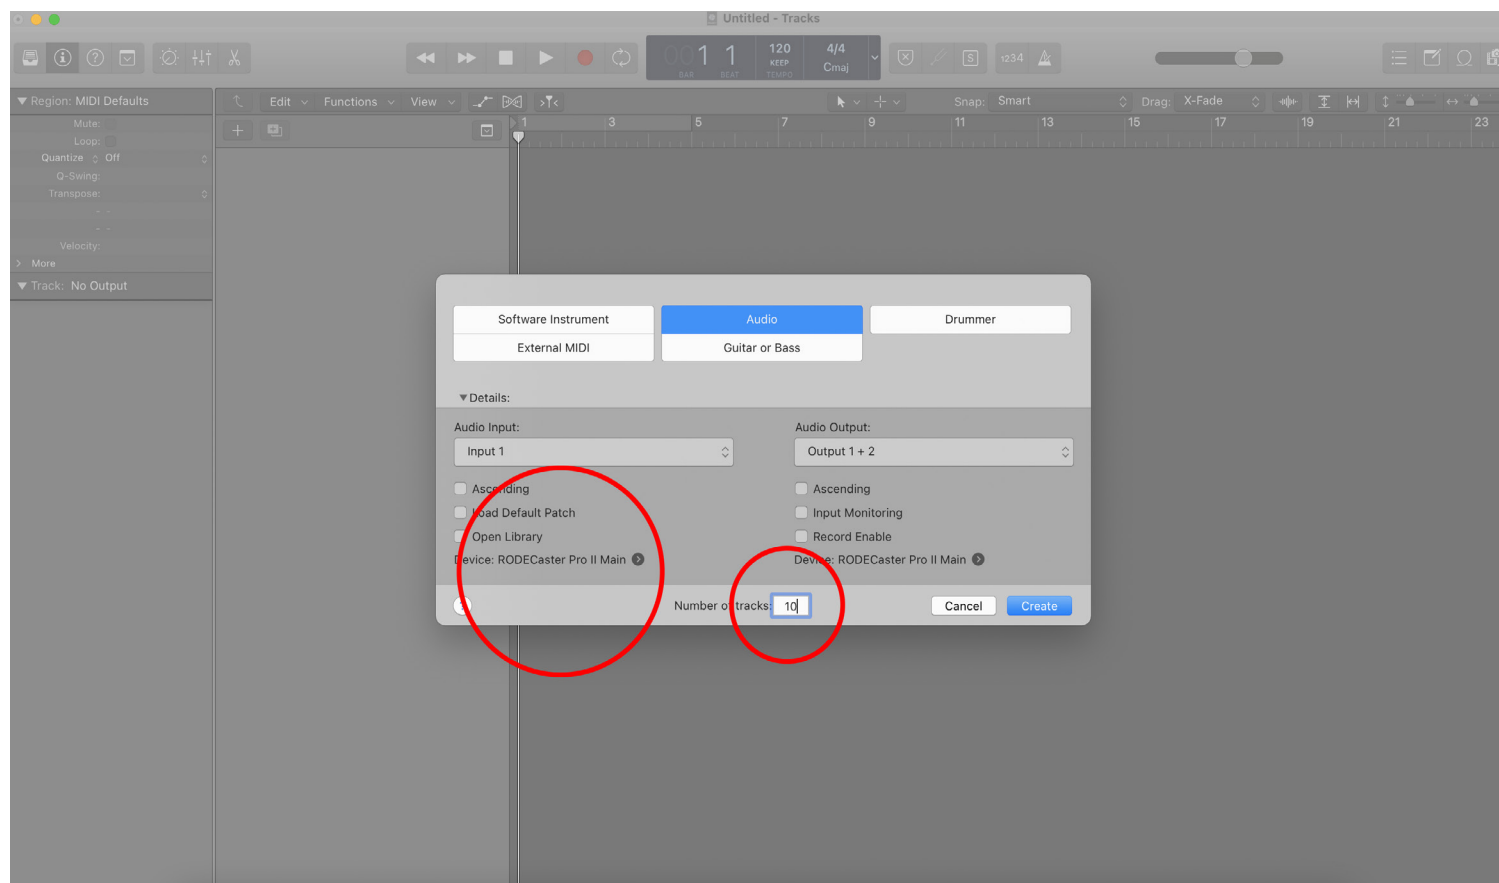 Untitled - Tracks
001 1
BAR BEAT
120
KEEP
TEMPO
4/4
Cmaj
S
1234
Region: MIDI Defaults
Edit Functions View
Snap: Smart
Drag: X-Fade
Mute:
Loop:
Quantize Off
Q-Swing:
Transpose:
Velocity:
More
Track: No Output
1 3 5 7 9 11 13 15 17 19 21 23
Software Instrument
Audio
Drummer
External MIDI
Guitar or Bass
Details:
Audio Input:
Audio Output:
Input 1
Output 1 + 2
Ascending
Ascending
Load Default Patch
Input Monitoring
Open Library
Record Enable
Device: RODECaster Pro II Main
Device: RODECaster Pro II Main
?
Number of tracks: 10
Cancel
Create